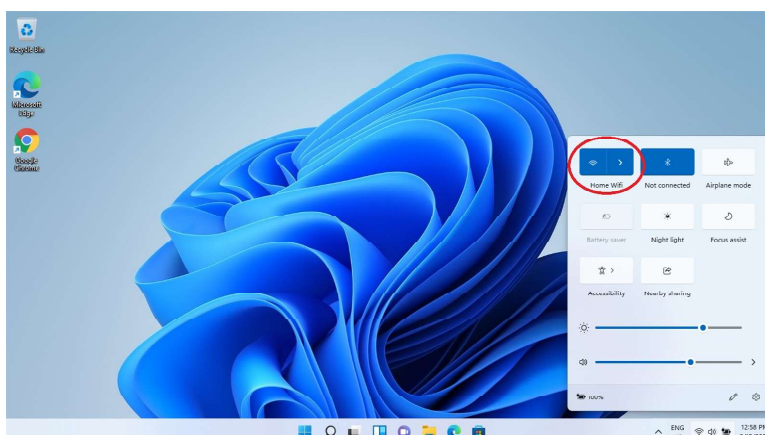 Recycle Bin
Microsoft
Edge
Google
Chrome
Home Wifi
Not connected
Airplane mode
Battery saver
Night light
Focus assist
Accessibility
Nearby sharing
100%
ENG
12:58 PM